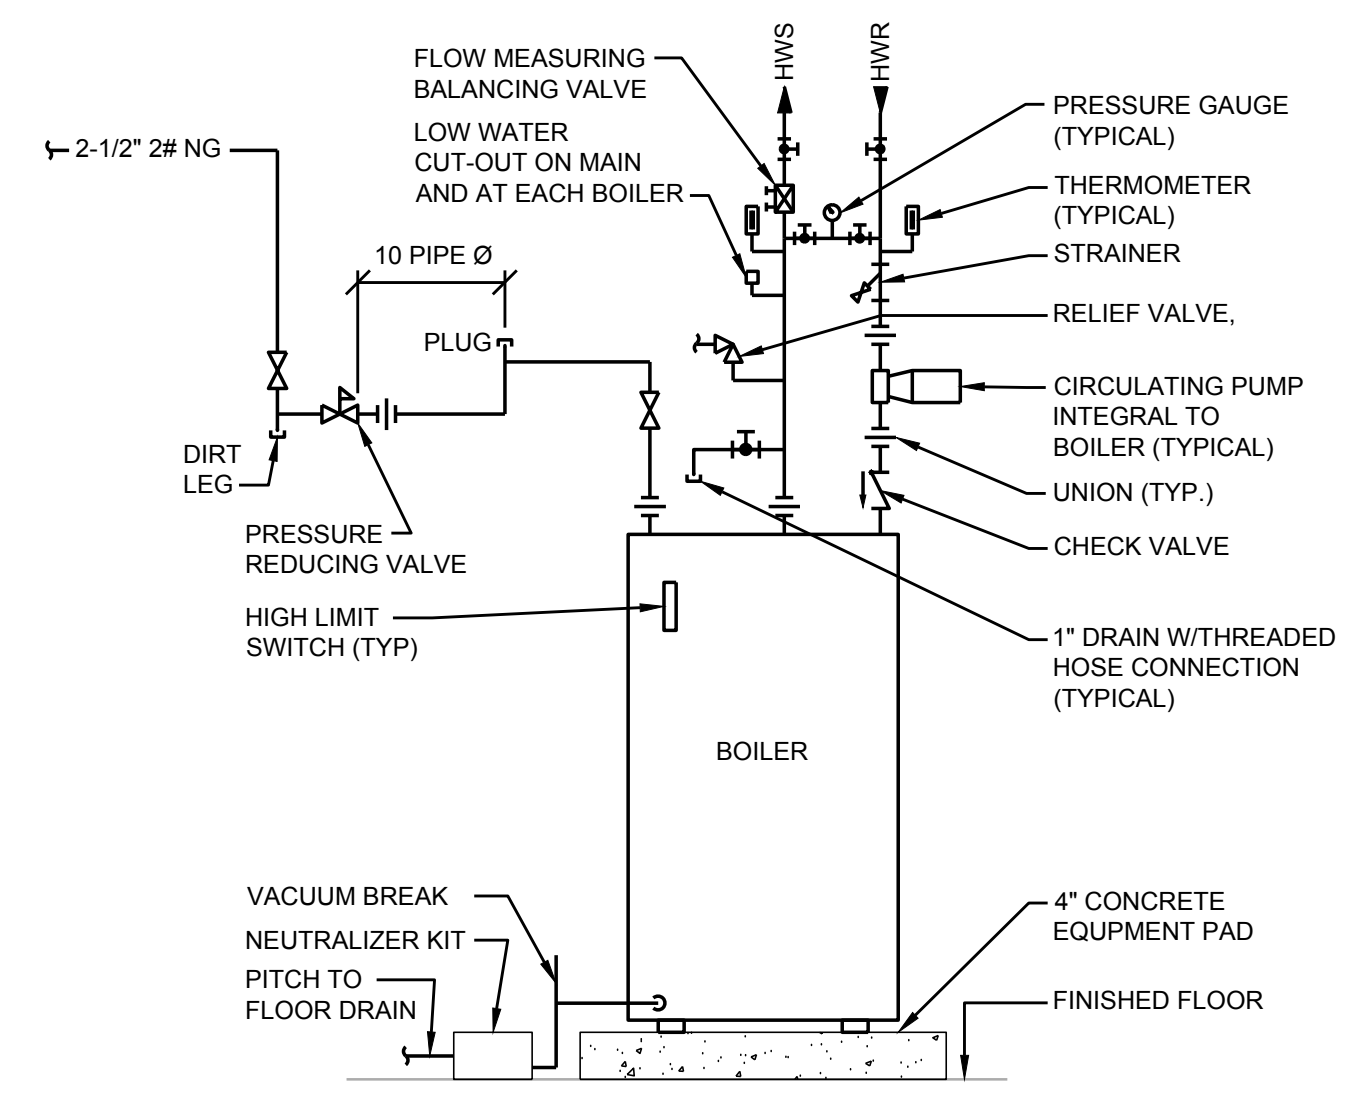 HWS
HWR
FLOW MEASURING
BALANCING VALVE
LOW WATER
CUT-OUT ON MAIN
AND AT EACH BOILER
2-1/2" 2# NG
PRESSURE GAUGE
(TYPICAL)
THERMOMETER
(TYPICAL)
STRAINER
10 PIPE Ø
RELIEF VALVE,
PLUG
CIRCULATING PUMP
INTEGRAL TO
BOILER (TYPICAL)
DIRT
LEG
UNION (TYP.)
PRESSURE
REDUCING VALVE
CHECK VALVE
HIGH LIMIT
SWITCH (TYP)
1" DRAIN W/THREADED
HOSE CONNECTION
(TYPICAL)
BOILER
VACUUM BREAK
NEUTRALIZER KIT
PITCH TO
FLOOR DRAIN
4" CONCRETE
EQUPMENT PAD
FINISHED FLOOR